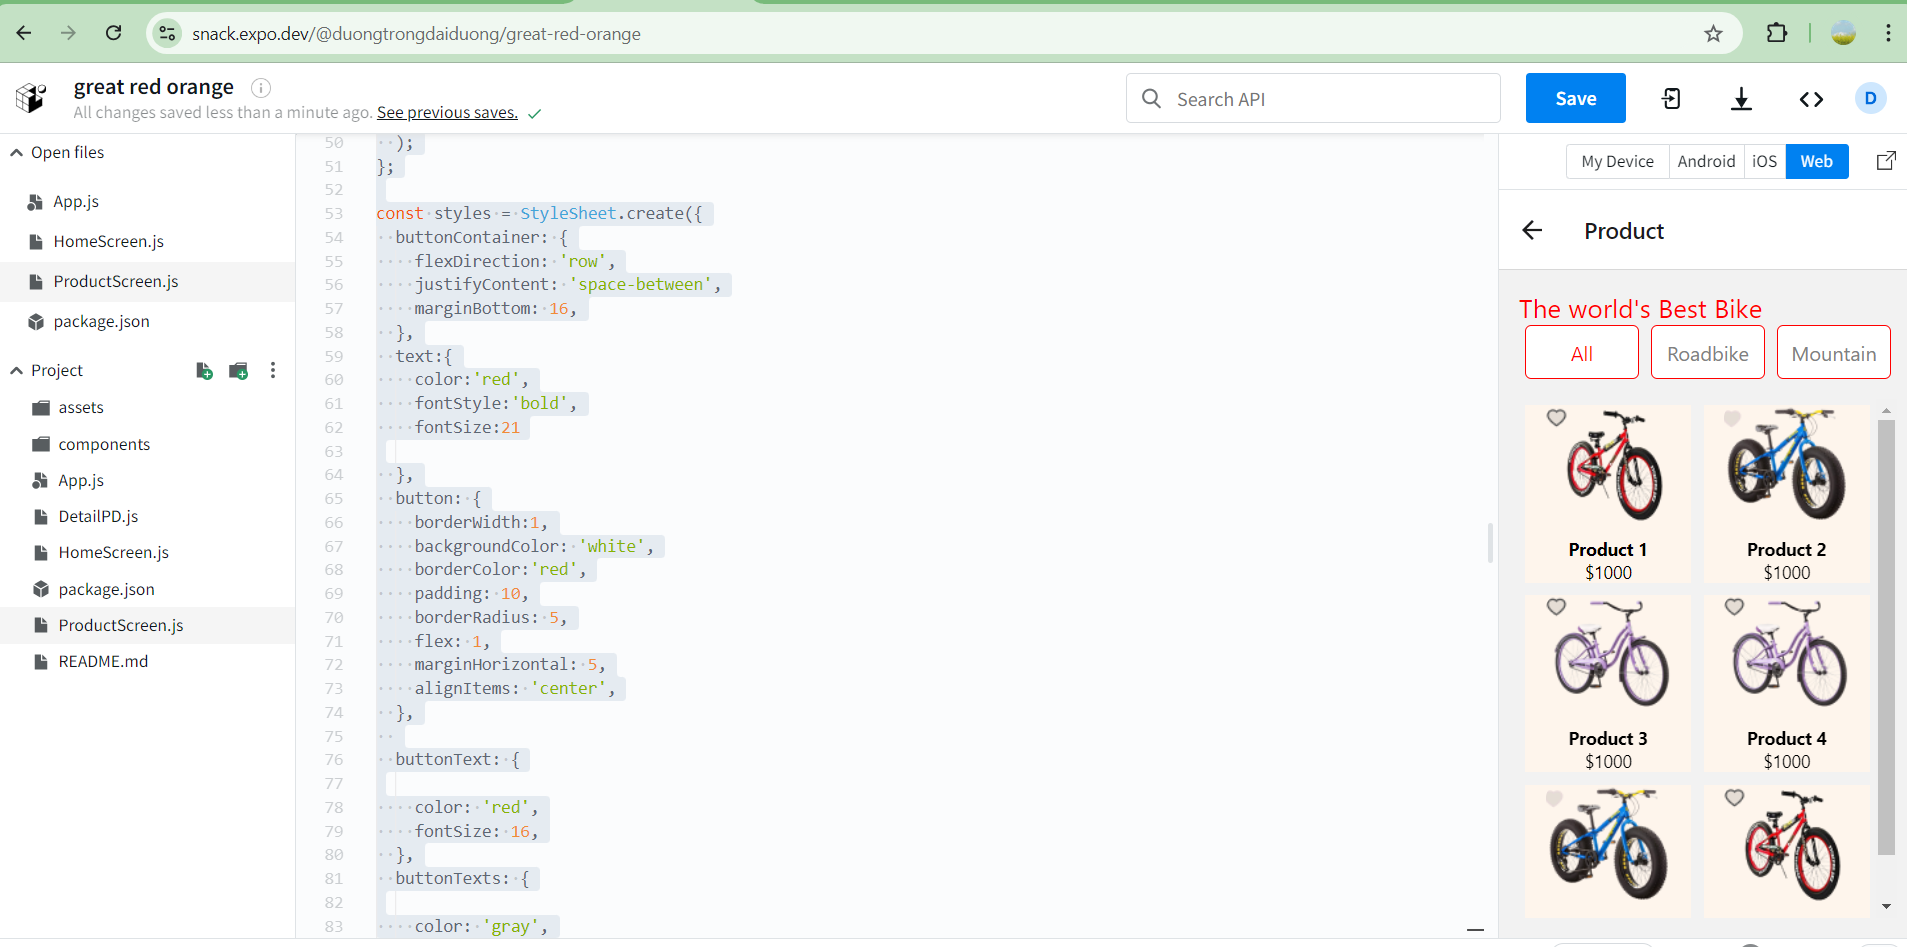 snack.expo.dev/@duongtrongdaiduong/great-red-orange
great red orange
All changes saved less than a minute ago. See previous saves.
Search API
Save
D
Open files
App.js
HomeScreen.js
ProductScreen.js
package.json
Project
assets
components
App.js
DetailPD.js
HomeScreen.js
package.json
ProductScreen.js
README.md
50 );
51 };
52
53 const styles = StyleSheet.create({
54 buttonContainer: {
55 flexDirection: 'row',
56 justifyContent: 'space-between',
57 marginBottom: 16,
58 },
59 text:{
60 color:'red',
61 fontStyle:'bold',
62 fontSize:21
63
64 },
65 button: {
66 borderWidth:1,
67 backgroundColor: 'white',
68 borderColor:'red',
69 padding: 10,
70 borderRadius: 5,
71 flex: 1,
72 marginHorizontal: 5,
73 alignItems: 'center',
74 },
75
76 buttonText: {
77
78 color: 'red',
79 fontSize: 16,
80 },
81 buttonTexts: {
82
83 color: 'gray',
My Device Android iOS Web
Product
The world's Best Bike
All Roadbike Mountain
Product 1 Product 2
$1000 $1000
Product 3 Product 4
$1000 $1000